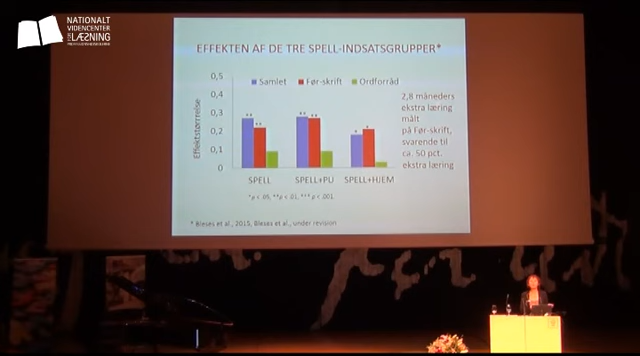 NATIONALT
VIDENCENTER
FOR LÆSNING
EFFEKTEN AF DE TRE SPELL-INDSATSGRUPPER*
Samlet Før-skrift Ordforråd
Effektstørrelse
0,5
0,4
0,3
0,2
0,1
0
** ** ** ** * *
SPELL SPELL+PU SPELL+HJEM
*p < .05, **p < .01, *** p < .001
2,8 måneders
ekstra læring
målt
på Før-skrift,
svarende til
ca. 50 pct.
ekstra læring
* Bleses et al., 2015, Bleses et al., under revision